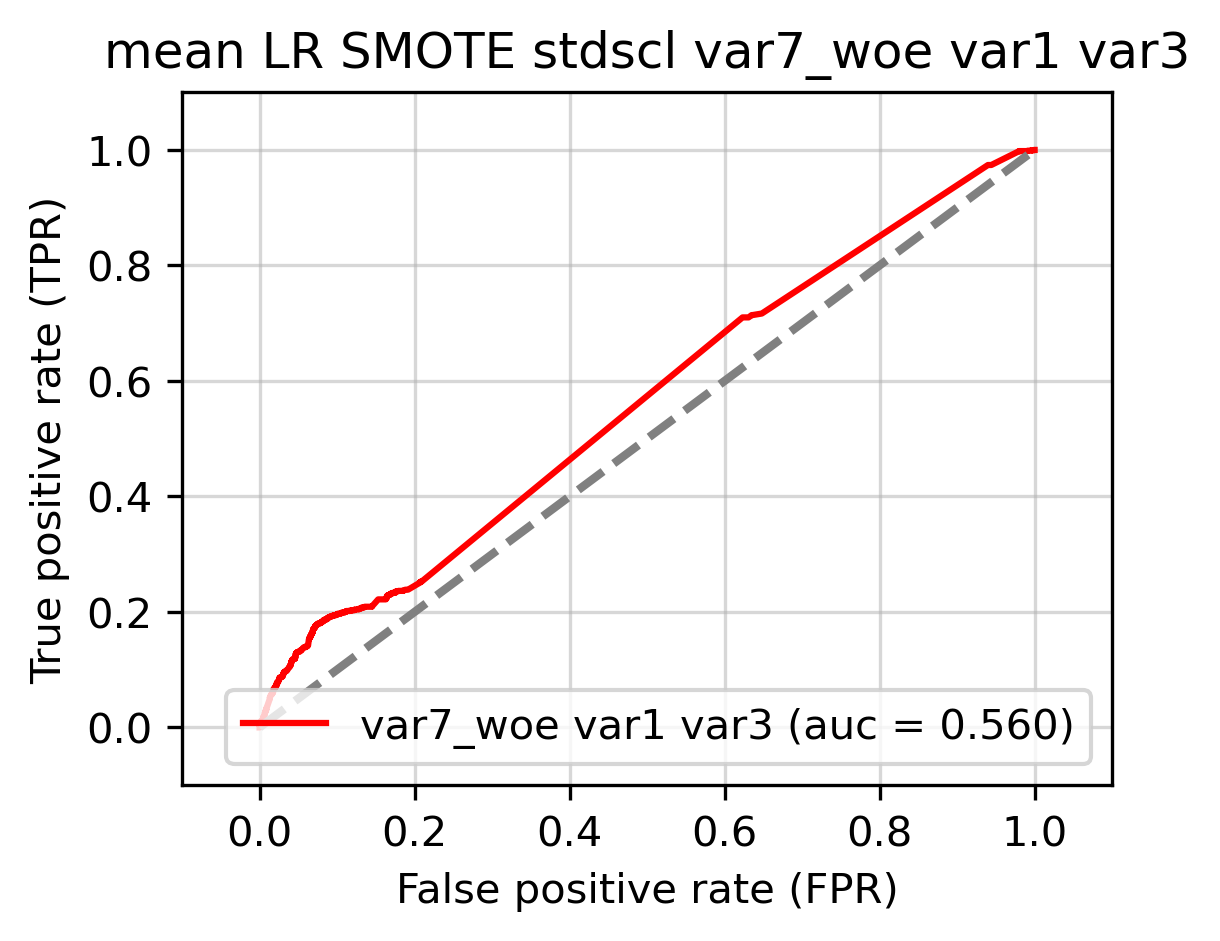 mean LR SMOTE stdscl var7_woe var1 var3
True positive rate (TPR)
1.0
0.8
0.6
0.4
0.2
0.0
var7_woe var1 var3 (auc = 0.560)
0.0 0.2 0.4 0.6 0.8 1.0
False positive rate (FPR)